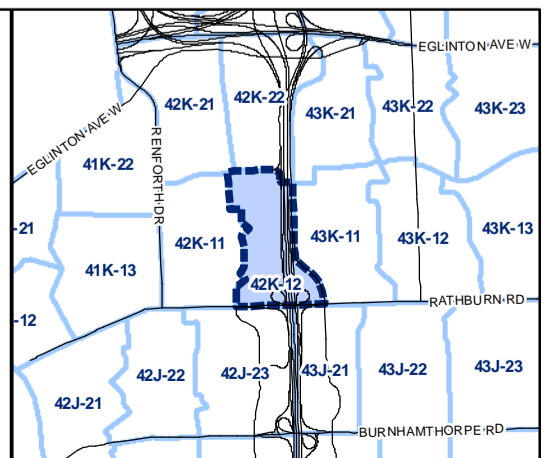 EGLINTON AVE W
42K-21
42K-22
43K-21
43K-22
43K-23
EGLINTON AVE W
RENFORTH DR
41K-22
-21
42K-11
43K-11
43K-12
43K-13
41K-13
42K-12
-12
RATHBURN RD
42J-21
42J-22
42J-23
43J-21
43J-22
43J-23
BURNHAMTHORPE RD